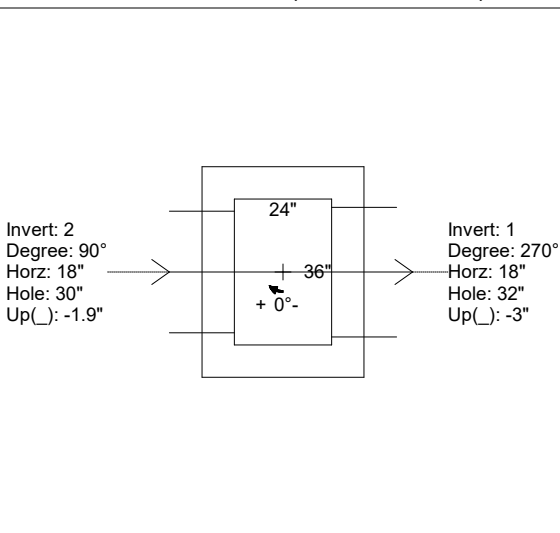 Invert: 2
Degree: 90°
Horz: 18"
Hole: 30"
Up(_): -1.9"
24"
36"
+ 0°-
Invert: 1
Degree: 270°
Horz: 18"
Hole: 32"
Up(_): -3"